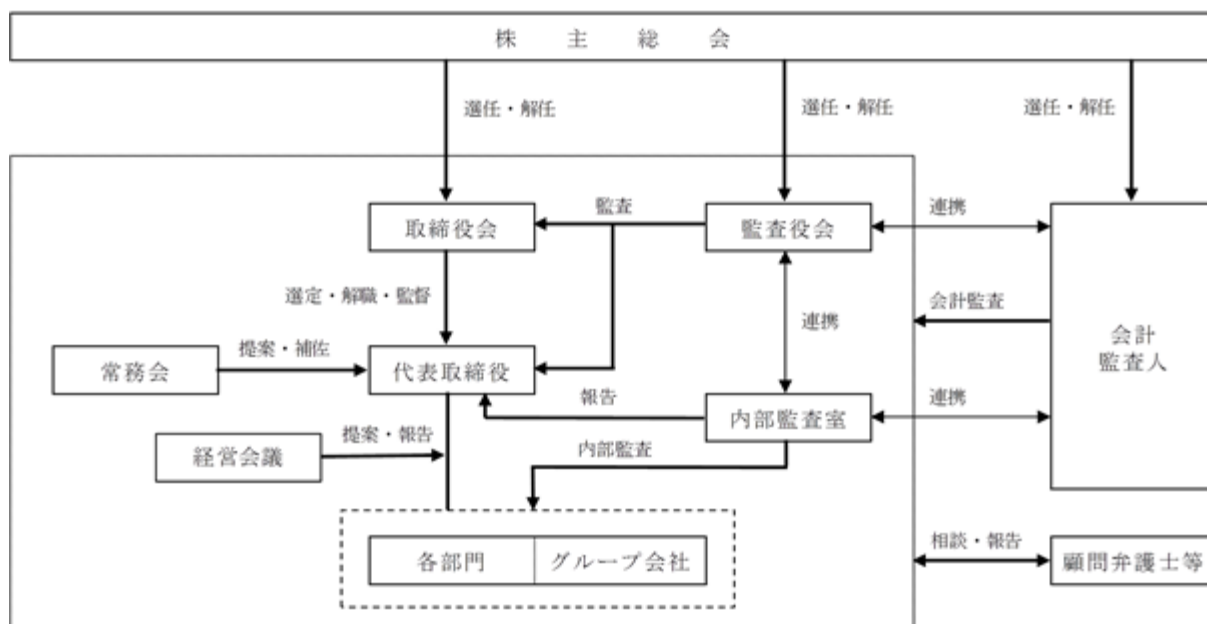 株主総会
選任・解任
選任・解任
選任・解任
取締役会
監査
監査役会
連携
選定・解職・監督
連携
会計監査
会計
監査人
常務会
提案・補佐
代表取締役
報告
内部監査室
連携
経営会議
提案・報告
内部監査
各部門
グループ会社
相談・報告
顧問弁護士等